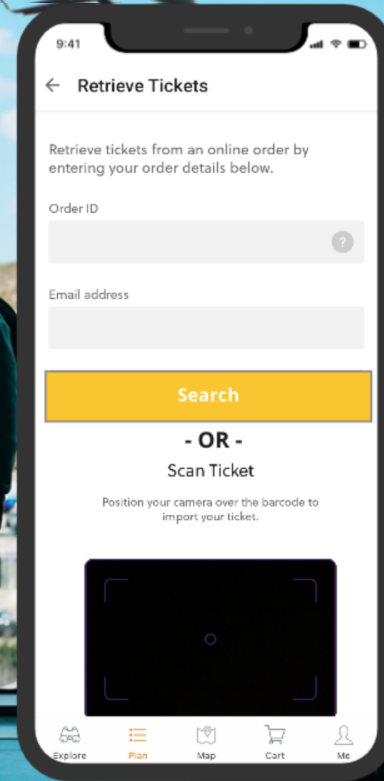 9:41
Retrieve Tickets
Retrieve tickets from an online order by
entering your order details below.
Order ID
?
Email address
Search
- OR -
Scan Ticket
Position your camera over the barcode to
import your ticket.
Explore
Plan
Map
Cart
Me